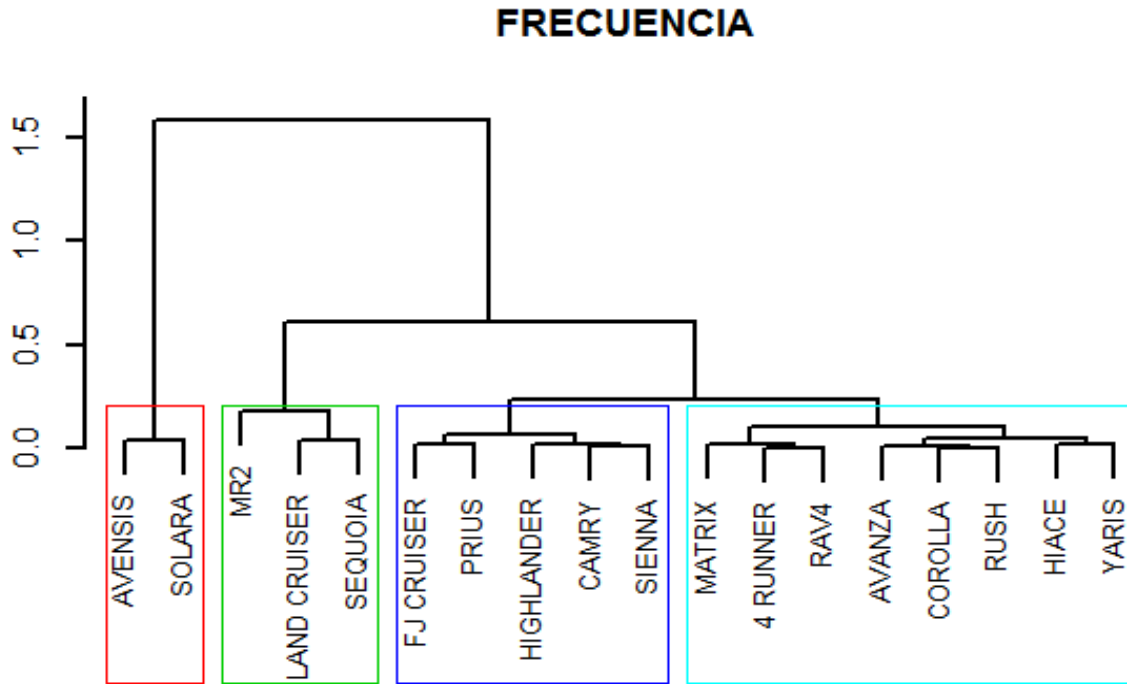 FRECUENCIA
1.5
1.0
0.5
0.0
AVENSIS
SOLARA
MR2
LAND CRUISER
SEQUOIA
FJ CRUISER
PRIUS
HIGHLANDER
CAMRY
SIENNA
MATRIX
4 RUNNER
RAV4
AVANZA
COROLLA
RUSH
HIACE
YARIS